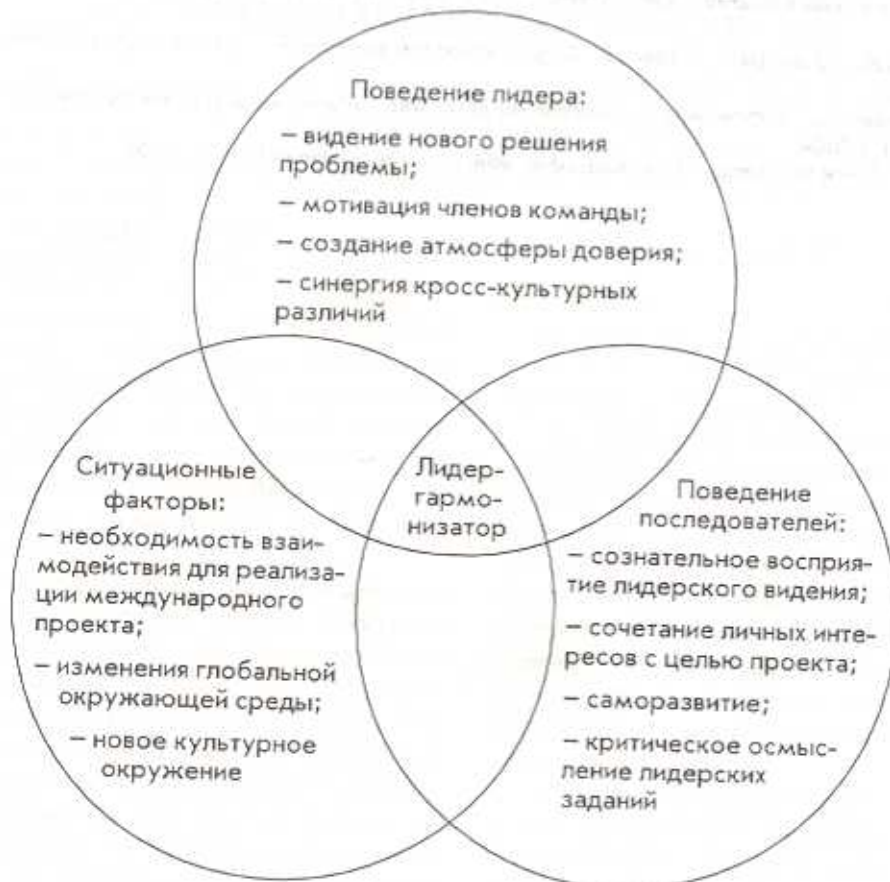 Поведение лидера:
– видение нового решения
проблемы;
– мотивация членов команды;
– создание атмосферы доверия;
– синергия кросс-культурных
различий
Ситуационные
факторы:
– необходимость взаи-
модействия для реализа-
ции международного
проекта;
– изменения глобальной
окружающей среды;
– новое культурное
окружение
Лидер-
гармо-
низатор
Поведение
последователей:
– сознательное восприя-
тие лидерского видения;
– сочетание личных инте-
ресов с целью проекта;
– саморазвитие;
– критическое осмыс-
ление лидерских
заданий